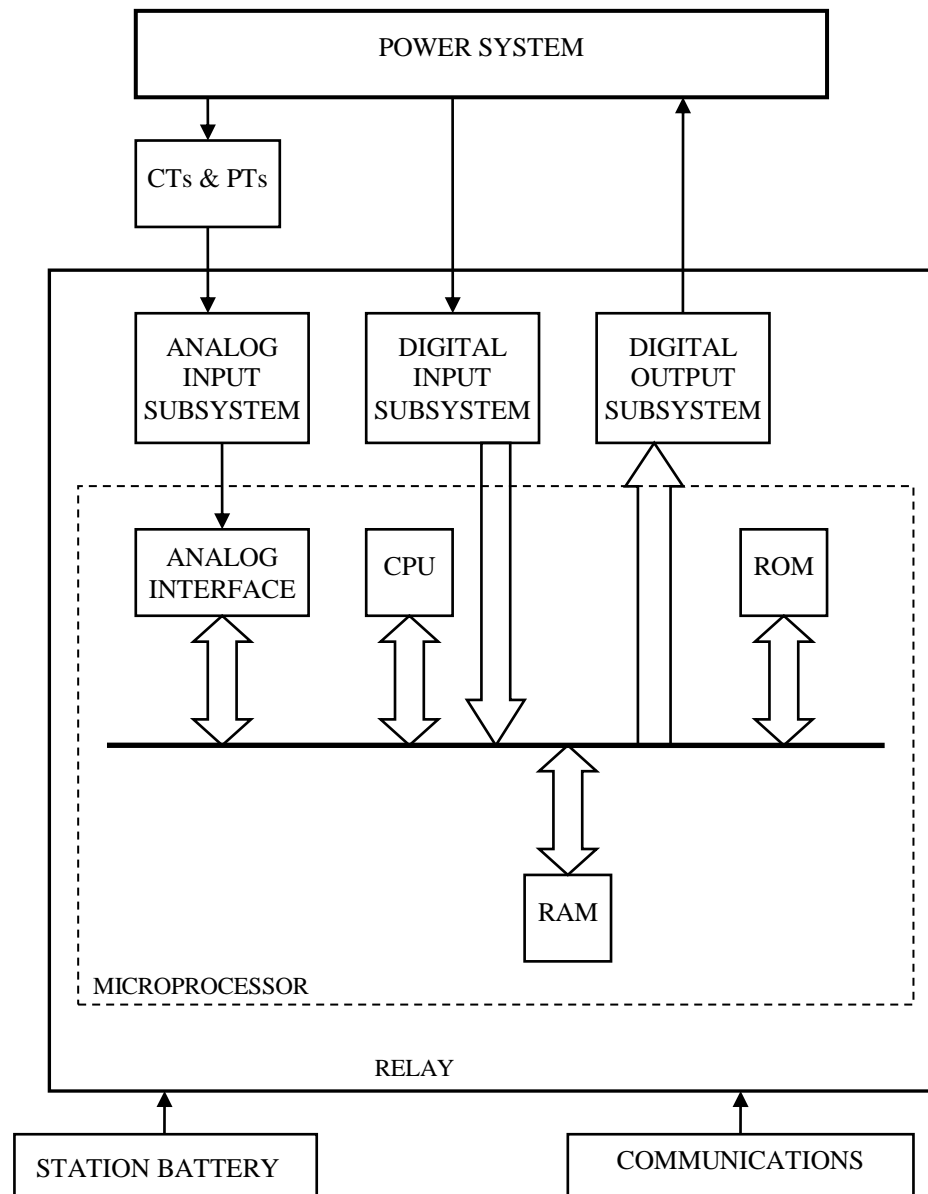 POWER SYSTEM
CTs & PTs
ANALOG
INPUT
SUBSYSTEM
DIGITAL
INPUT
SUBSYSTEM
DIGITAL
OUTPUT
SUBSYSTEM
ANALOG
INTERFACE
CPU
ROM
RAM
MICROPROCESSOR
RELAY
STATION BATTERY
COMMUNICATIONS